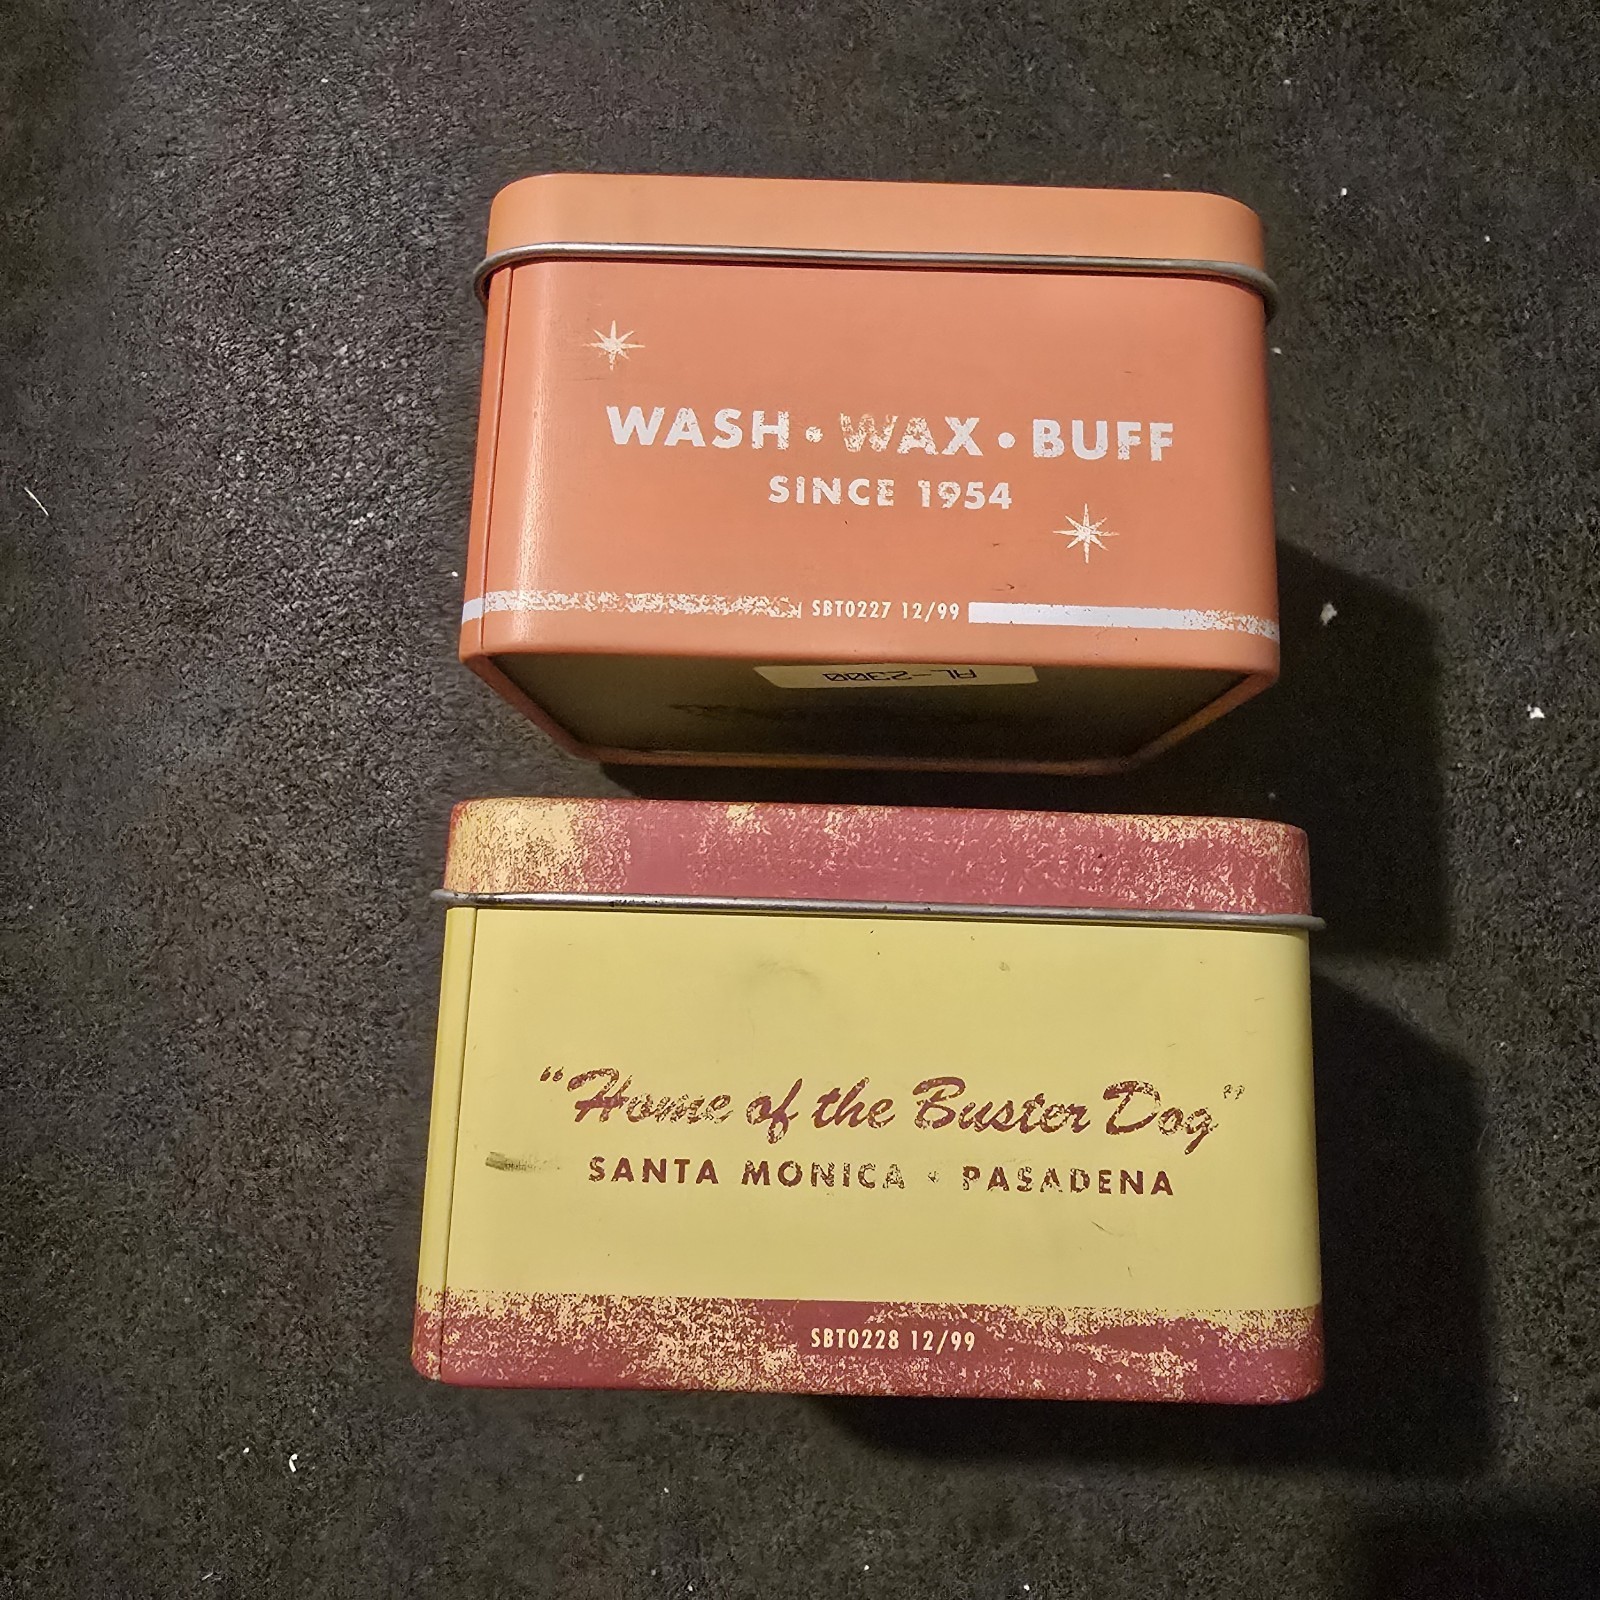 WASH • WAX • BUFF
SINCE 1954
SBT0227 12/99
AL-2300
"Home of the Buster Dog"
SANTA MONICA • PASADENA
SBT0228 12/99